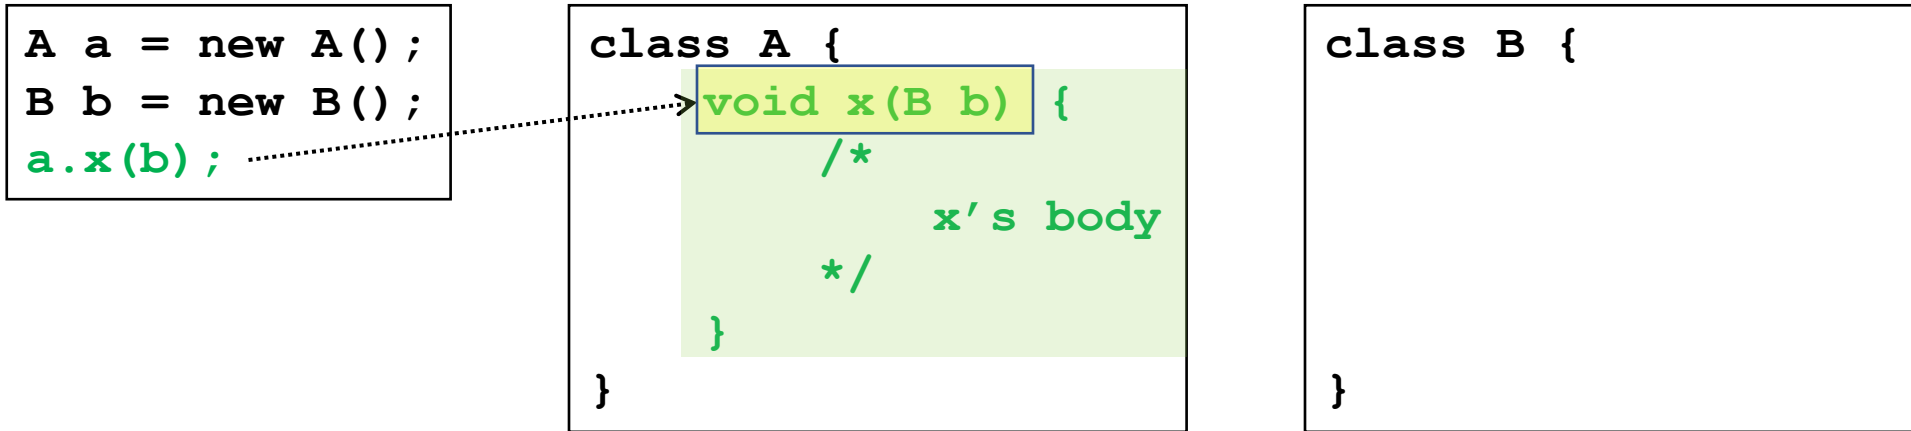 A a = new A();
B b = new B();
a.x(b);
class A {
void x(B b) {
/*
x’s body
*/
}
}
class B {
}